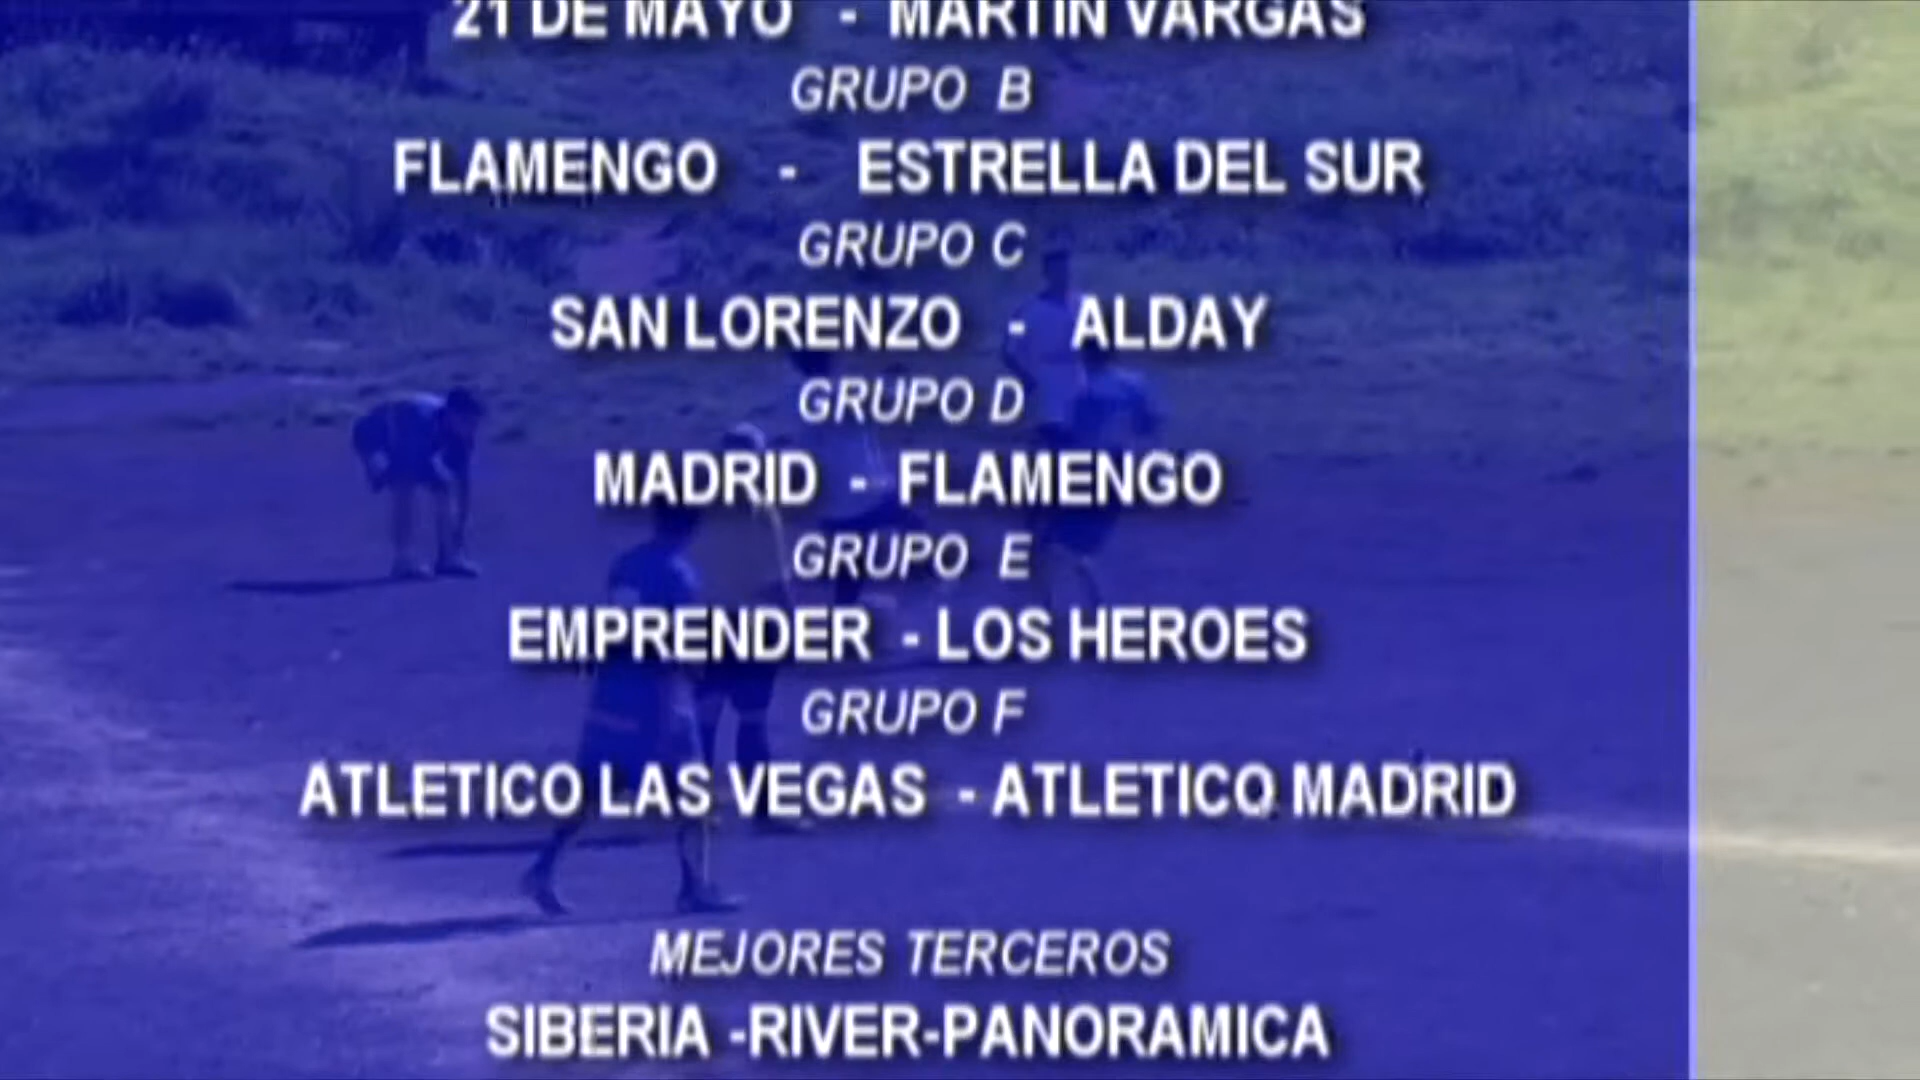 21 DE MAYO - MARTIN VARGAS
GRUPO B
FLAMENGO - ESTRELLA DEL SUR
GRUPO C
SAN LORENZO - ALDAY
GRUPO D
MADRID - FLAMENGO
GRUPO E
EMPRENDER - LOS HEROES
GRUPO F
ATLETICO LAS VEGAS - ATLETICO MADRID
MEJORES TERCEROS
SIBERIA -RIVER-PANORAMICA